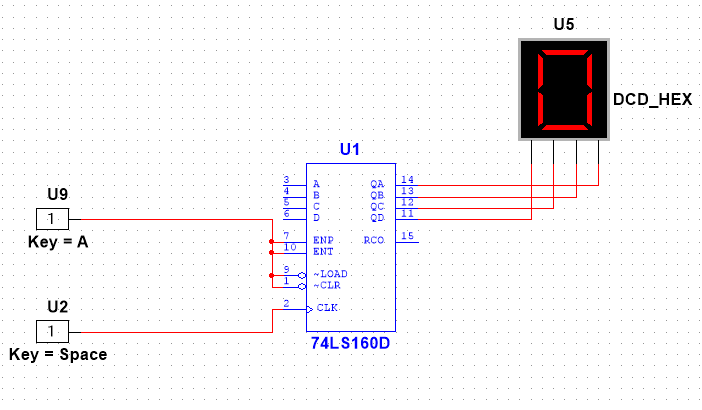 U5
DCD_HEX
U1
3 A QA 14
4 B QB 13
5 C QC 12
6 D QD 11
U9
1
Key = A
7 ENP RCO 15
10 ENT
9 ~LOAD
1 ~CLR
U2
2 CLK
1
Key = Space
74LS160D